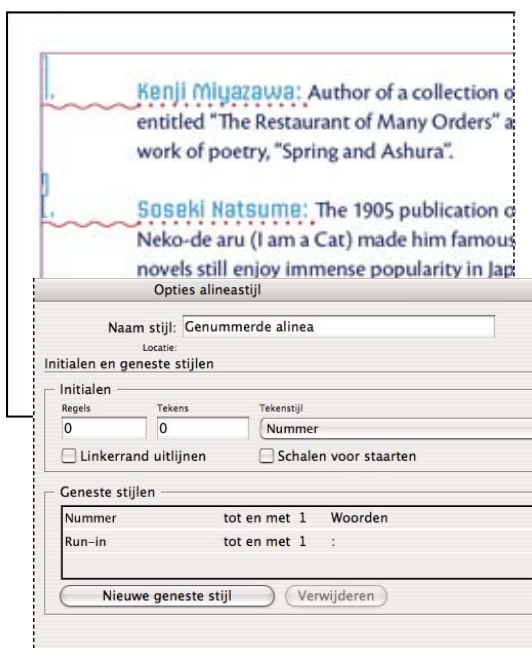 1.
Kenji Miyazawa: Author of a collection o
entitled “The Restaurant of Many Orders” a
work of poetry, “Spring and Ashura”.
2.
Soseki Natsume: The 1905 publication o
Neko-de aru (I am a Cat) made him famous
novels still enjoy immense popularity in Jap
Opties alineastijl
Naam stijl: Genummerde alinea
Locatie:
Initialen en geneste stijlen
Initialen
Regels Tekens Tekenstijl
0 0 Nummer
Linkerrand uitlijnen Schalen voor staarten
Geneste stijlen
Nummer tot en met 1 Woorden
Run-in tot en met 1 :
Nieuwe geneste stijl Verwijderen